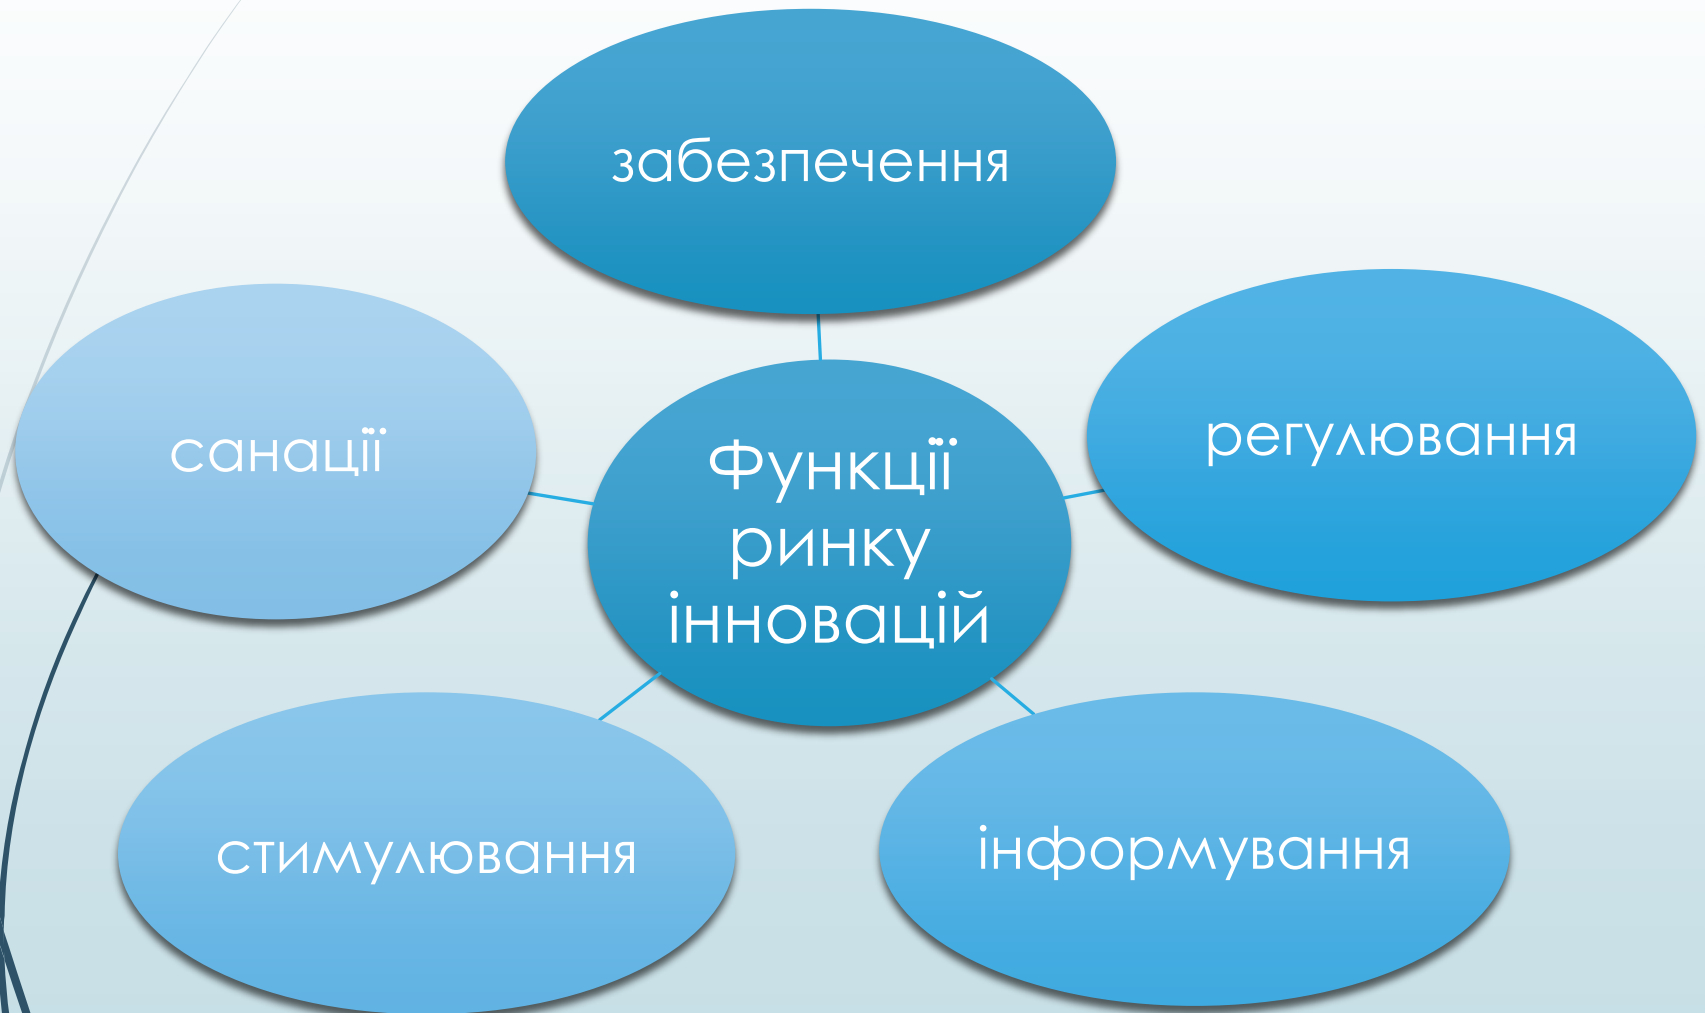 забезпечення
регулювання
санації
Функції
ринку
інновацій
стимулювання
інформування